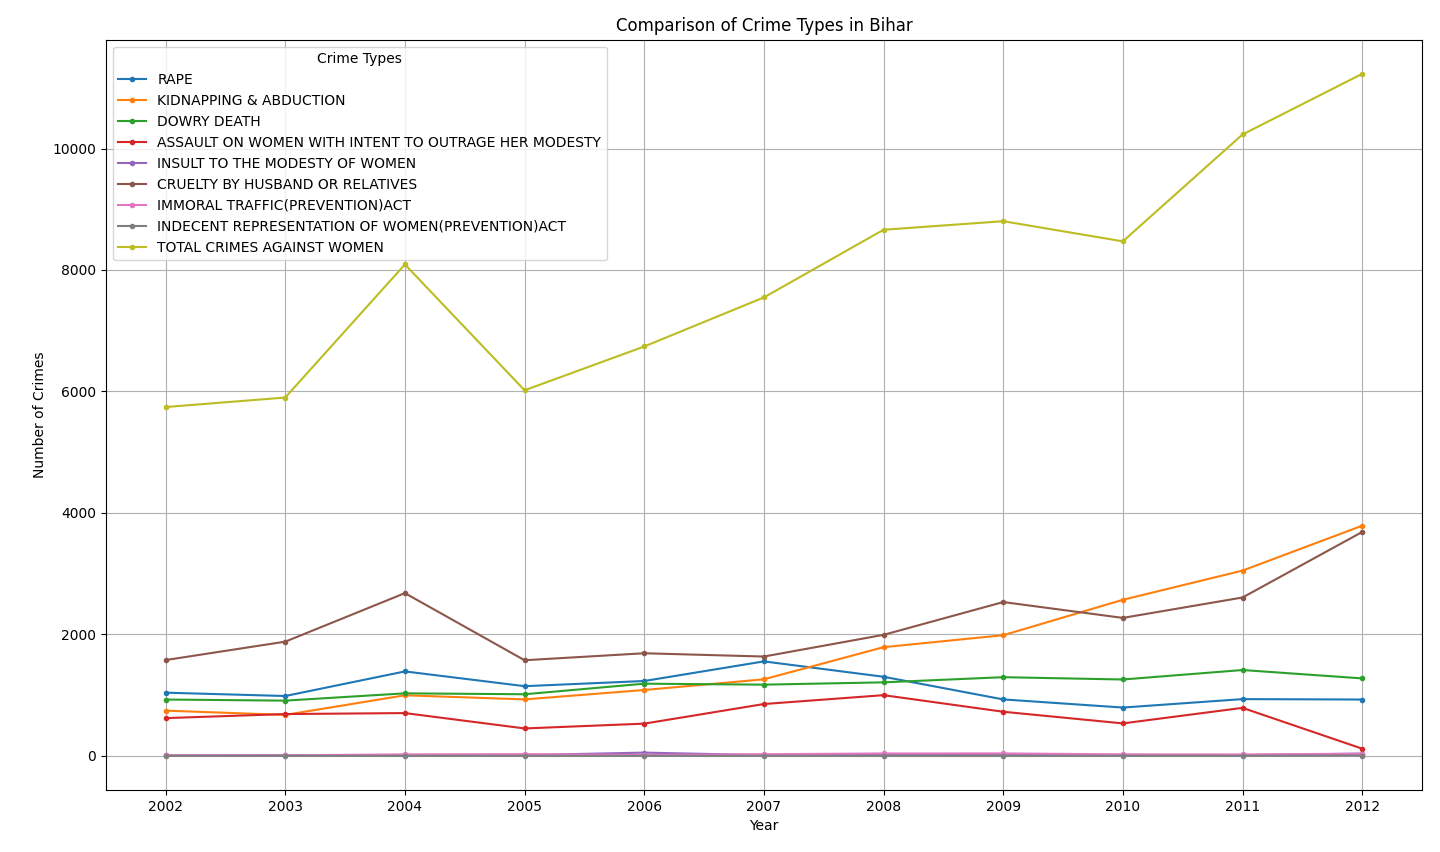 Comparison of Crime Types in Bihar
Crime Types
RAPE
KIDNAPPING & ABDUCTION
DOWRY DEATH
ASSAULT ON WOMEN WITH INTENT TO OUTRAGE HER MODESTY
INSULT TO THE MODESTY OF WOMEN
CRUELTY BY HUSBAND OR RELATIVES
IMMORAL TRAFFIC(PREVENTION)ACT
INDECENT REPRESENTATION OF WOMEN(PREVENTION)ACT
TOTAL CRIMES AGAINST WOMEN
Number of Crimes
10000
8000
6000
4000
2000
0
2002 2003 2004 2005 2006 2007 2008 2009 2010 2011 2012
Year